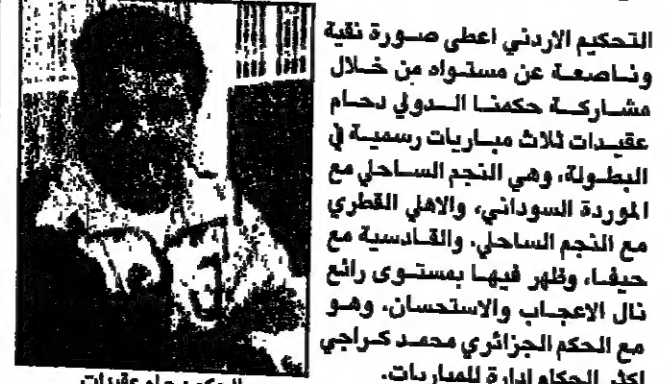 التحكيم الاردني اعطى صورة نقية
وناصعة عن مستواه من خلال
مشاركة حكمنا الدولي دحام
عقيدات ثلاث مباريات رسمية في
البطولة، وهي النجم الساحلي مع
الموردة السوداني، والاهلي القطري
مع النجم الساحلي. والقادسية مع
حيفا، وظهر فيها بمستوى رائع
نال الاعجاب والاستحسان. وهو
مع الحكم الجزائري محمد كراجي
اكثر الحكام ادارة للمباريات.
عقيدات